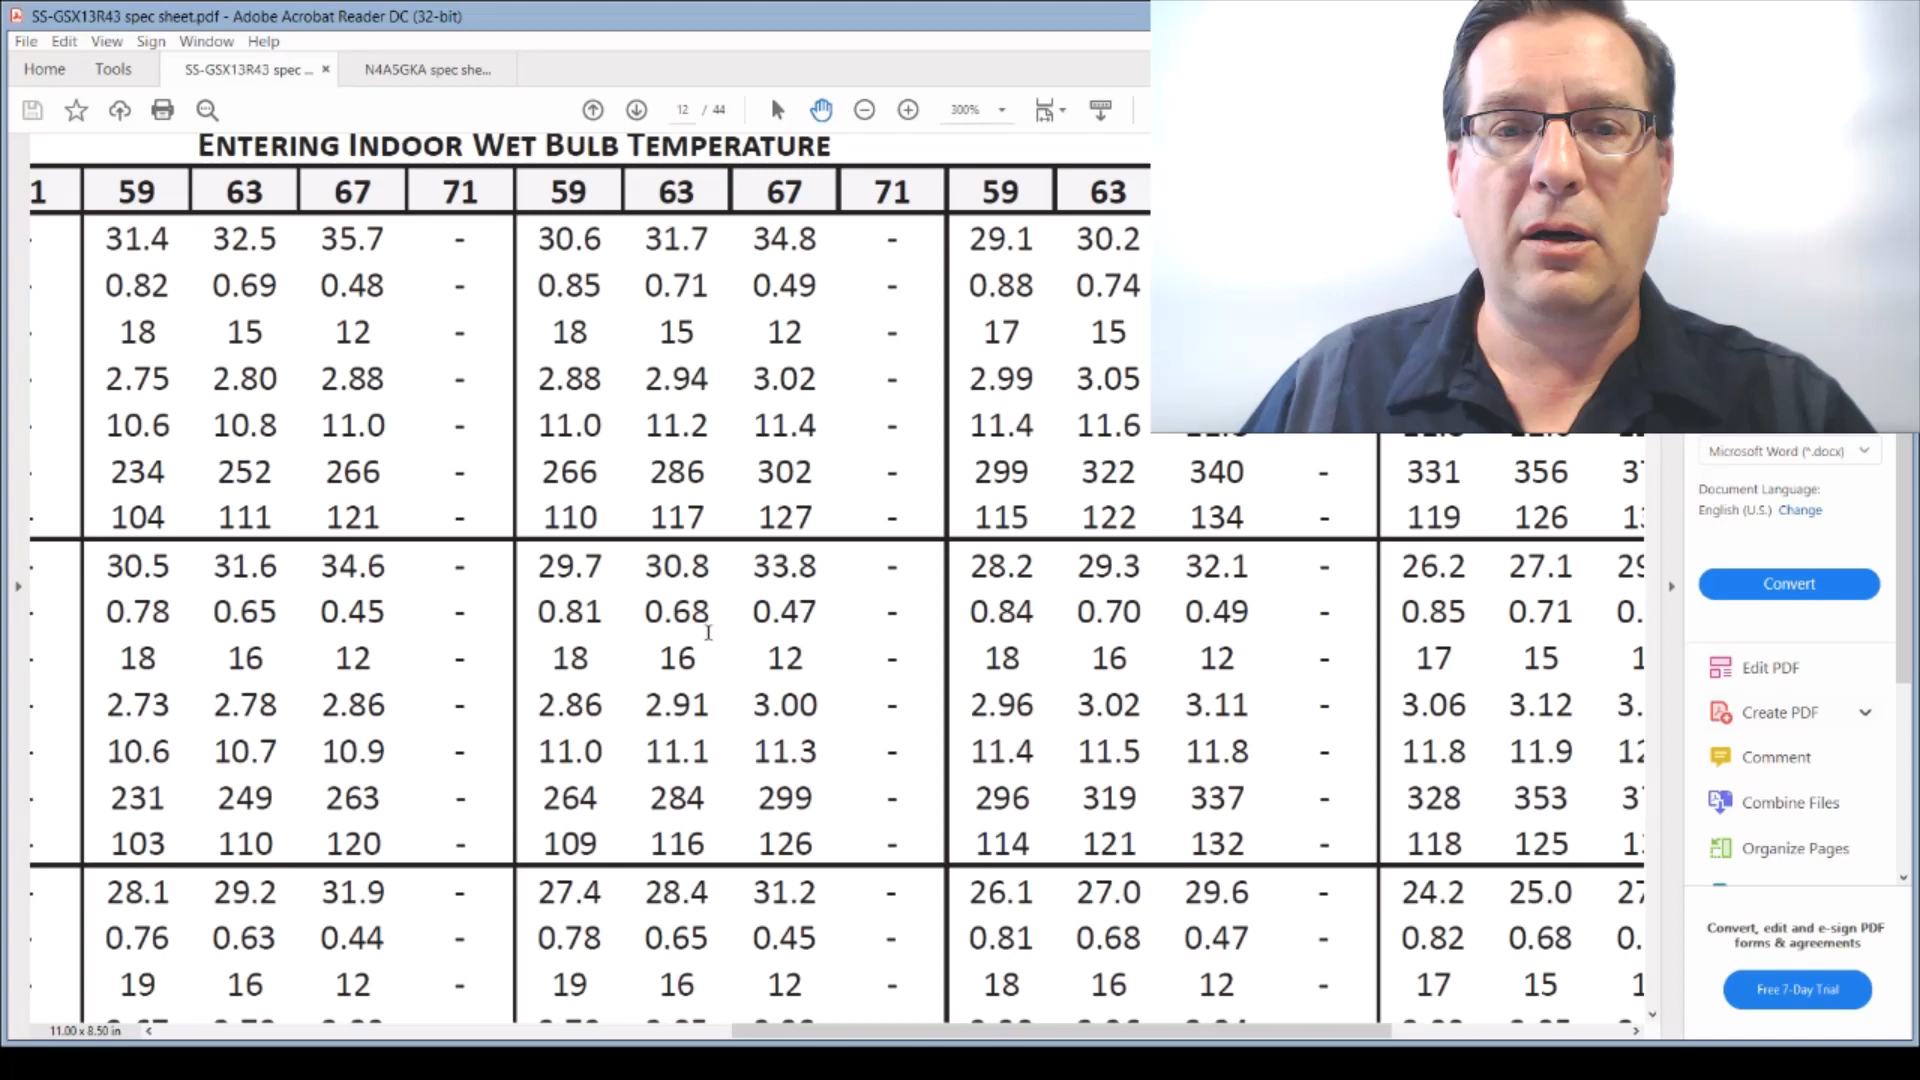 SS-GSX13R43 spec sheet.pdf - Adobe Acrobat Reader DC (32-bit)
File Edit View Sign Window Help
Home Tools SS-GSX13R43 spec ... × N4A5GKA spec she...
12 / 44 300%
ENTERING INDOOR WET BULB TEMPERATURE
1 59 63 67 71 59 63 67 71 59 63
- 31.4 32.5 35.7 - 30.6 31.7 34.8 - 29.1 30.2
- 0.82 0.69 0.48 - 0.85 0.71 0.49 - 0.88 0.74
- 18 15 12 - 18 15 12 - 17 15
- 2.75 2.80 2.88 - 2.88 2.94 3.02 - 2.99 3.05
- 10.6 10.8 11.0 - 11.0 11.2 11.4 - 11.4 11.6
- 234 252 266 - 266 286 302 - 299 322 340 - 331 356 37
- 104 111 121 - 110 117 127 - 115 122 134 - 119 126
- 30.5 31.6 34.6 - 29.7 30.8 33.8 - 28.2 29.3 32.1 - 26.2 27.1 29
- 0.78 0.65 0.45 - 0.81 0.68 0.47 - 0.84 0.70 0.49 - 0.85 0.71 0.
- 18 16 12 - 18 16 12 - 18 16 12 - 17 15 1
- 2.73 2.78 2.86 - 2.86 2.91 3.00 - 2.96 3.02 3.11 - 3.06 3.12 3.
- 10.6 10.7 10.9 - 11.0 11.1 11.3 - 11.4 11.5 11.8 - 11.8 11.9 12
- 231 249 263 - 264 284 299 - 296 319 337 - 328 353 37
- 103 110 120 - 109 116 126 - 114 121 132 - 118 125
- 28.1 29.2 31.9 - 27.4 28.4 31.2 - 26.1 27.0 29.6 - 24.2 25.0 27
- 0.76 0.63 0.44 - 0.78 0.65 0.45 - 0.81 0.68 0.47 - 0.82 0.68 0.
- 19 16 12 - 19 16 12 - 18 16 12 - 17 15 1
11.00 x 8.50 in
Microsoft Word (*.docx)
Document Language:
English (U.S.) Change
Convert
Edit PDF
Create PDF
Comment
Combine Files
Organize Pages
Convert, edit and e-sign PDF
forms & agreements
Free 7-Day Trial